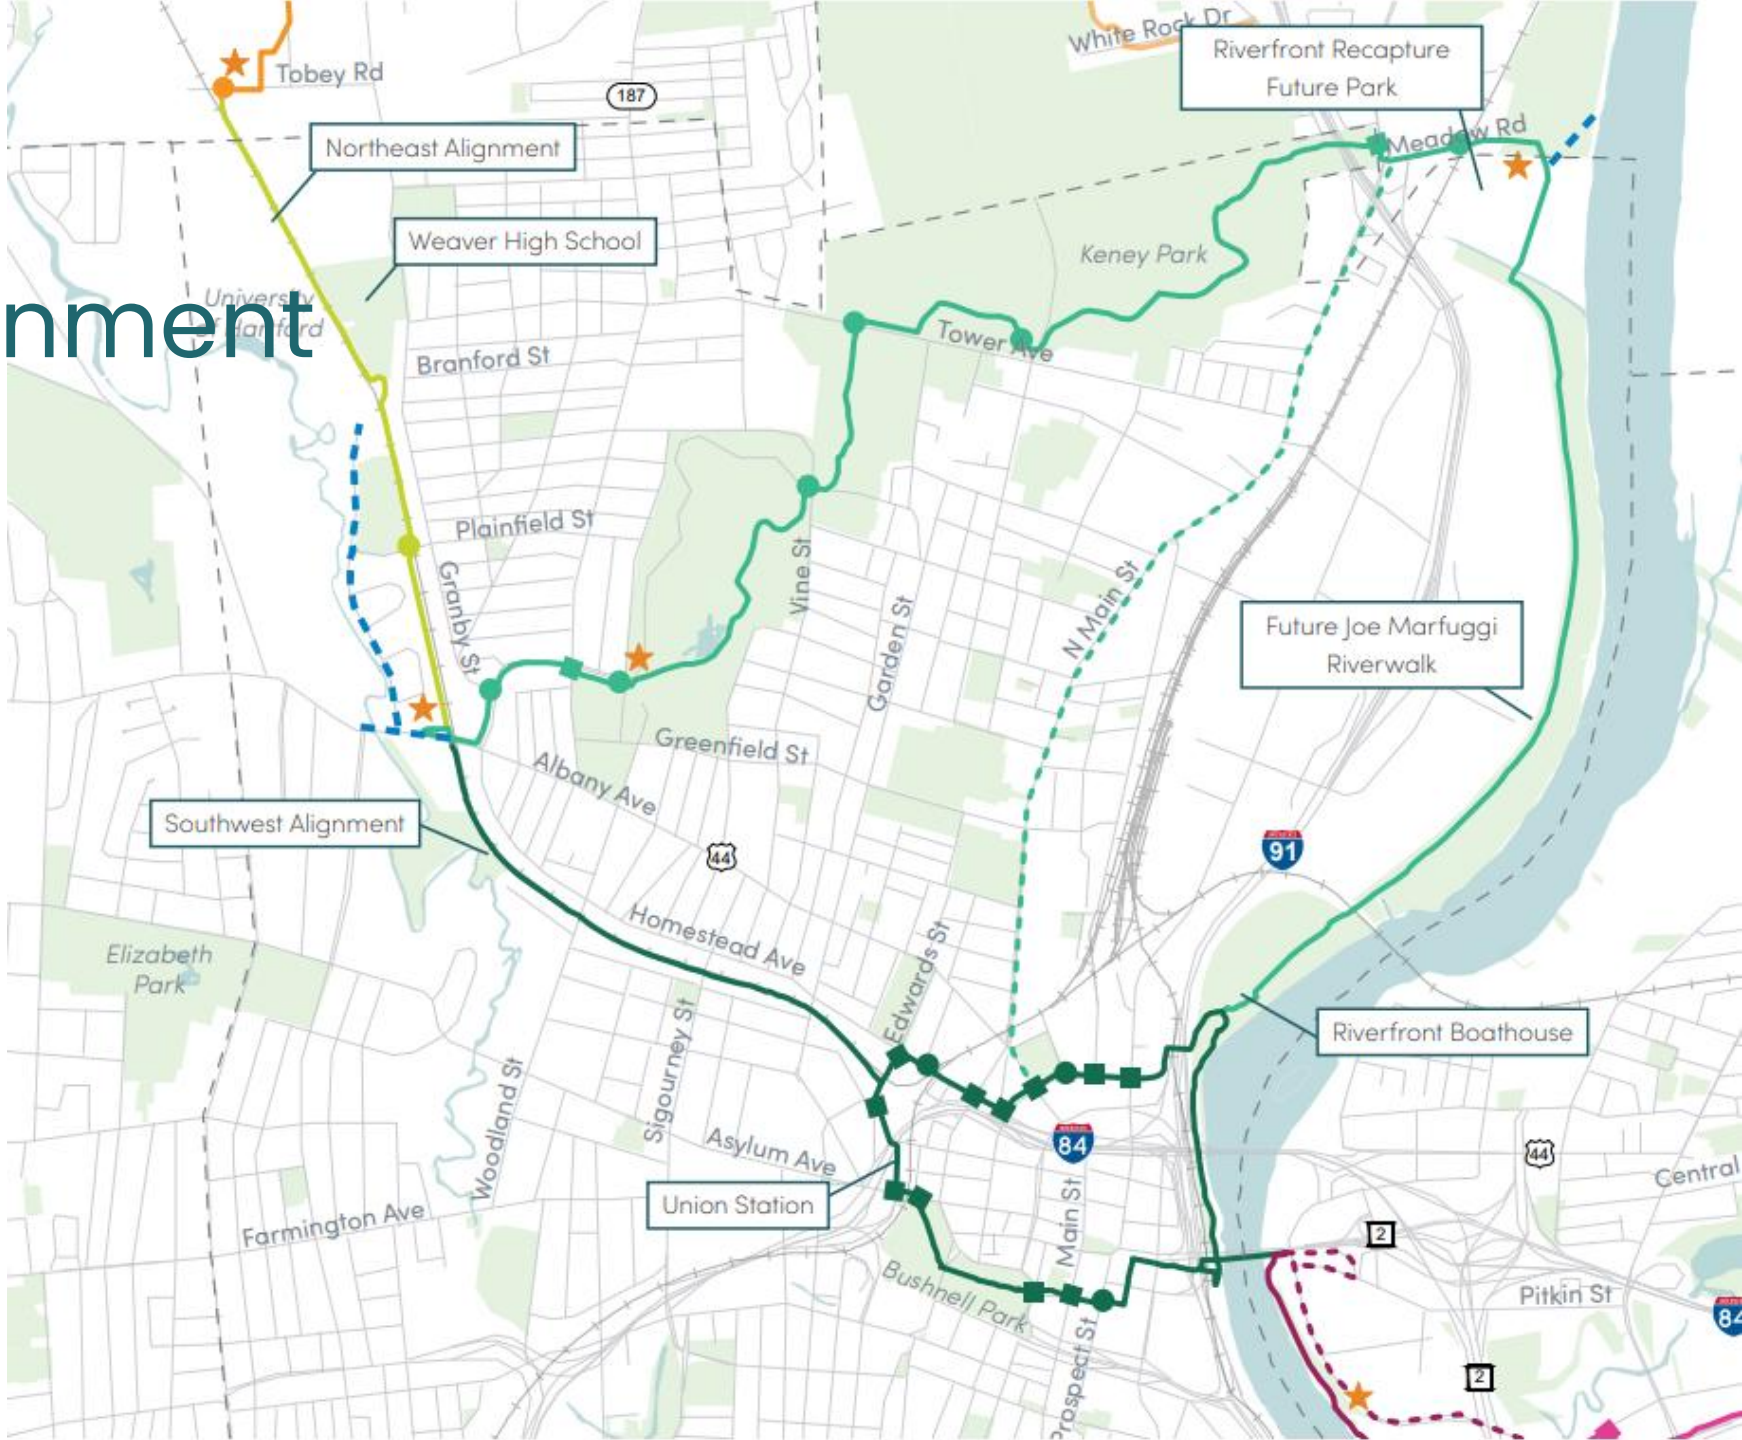 White Rock Dr
Riverfront Recapture
Future Park
Tobey Rd
187
Meadow Rd
Northeast Alignment
Weaver High School
Keney Park
University
of Hartford
nment
Tower Ave
Branford St
Plainfield St
Granby St
Vine St
Garden St
N Main St
Future Joe Marfuggi
Riverwalk
Greenfield St
Albany Ave
Southwest Alignment
44
91
Homestead Ave
Edwards St
Elizabeth
Park
Sigourney St
Riverfront Boathouse
Woodland St
Asylum Ave
84
44
Central
Union Station
Main St
Farmington Ave
2
Bushnell Park
Pitkin St
84
Prospect St
2